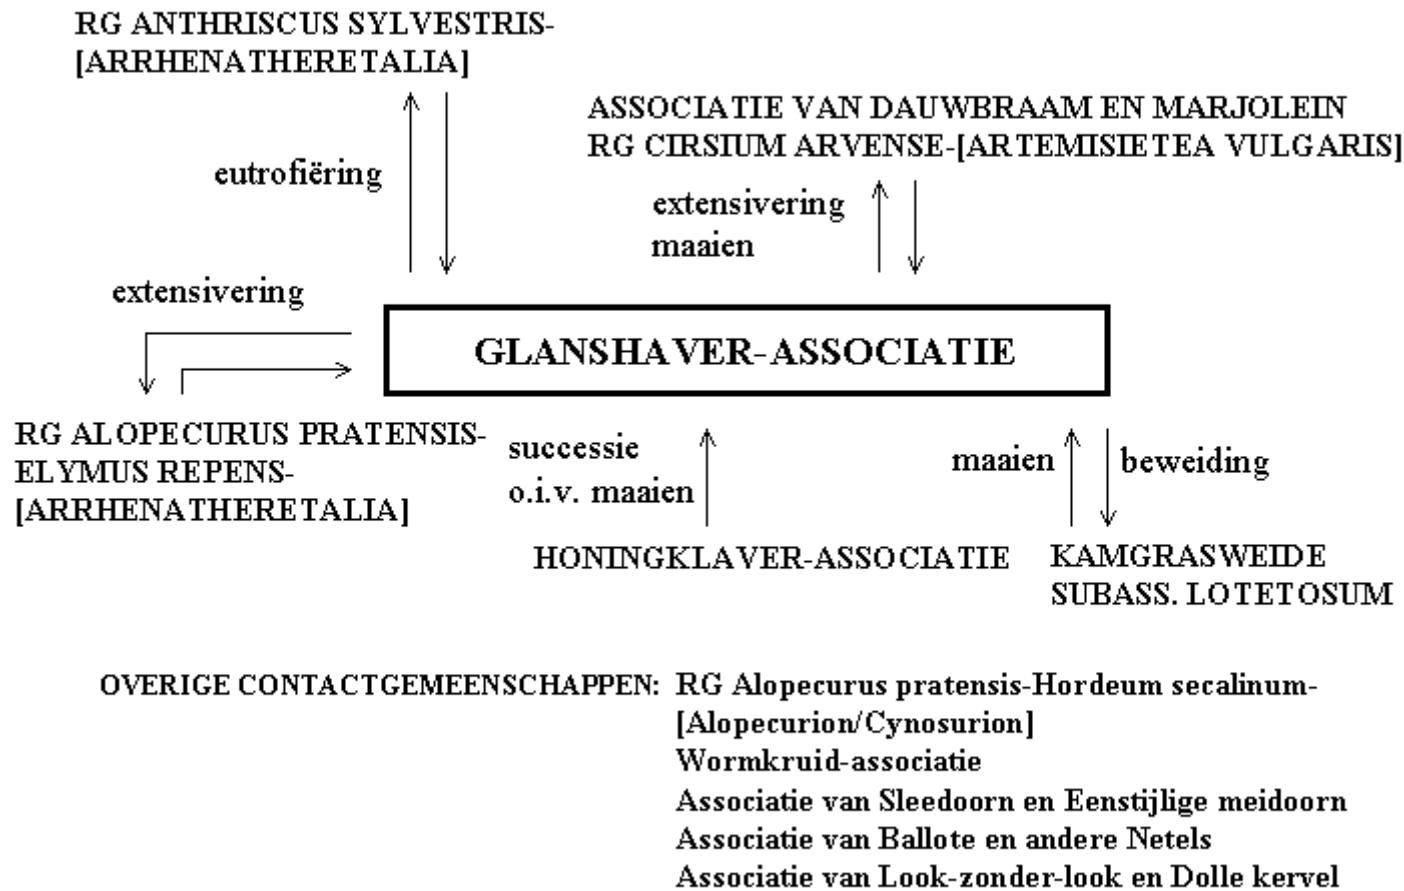 RG ANTHRISCUS SYLVESTRIS-
[ARRHENATHERETALIA]
ASSOCIATIE VAN DAUWBRAAM EN MARJOLEIN
RG CIRSIUM ARVENSE-[ARTEMISIETEA VULGARIS]
eutrofiëring
extensivering
maaien
extensivering
GLANSHAVER-ASSOCIATIE
RG ALOPECURUS PRATENSIS-
ELYMUS REPENS-
[ARRHENATHERETALIA]
successie
o.i.v. maaien
maaien
beweiding
HONINGKLAVER-ASSOCIATIE
KAMGRASWEIDE
SUBASS. LOTETOSUM
OVERIGE CONTACTGEMEENSCHAPPEN: RG Alopecurus pratensis-Hordeum secalinum-
[Alopecurion/Cynosurion]
Wormkruid-associatie
Associatie van Sleedoorn en Eenstijlige meidoorn
Associatie van Ballote en andere Netels
Associatie van Look-zonder-look en Dolle kervel